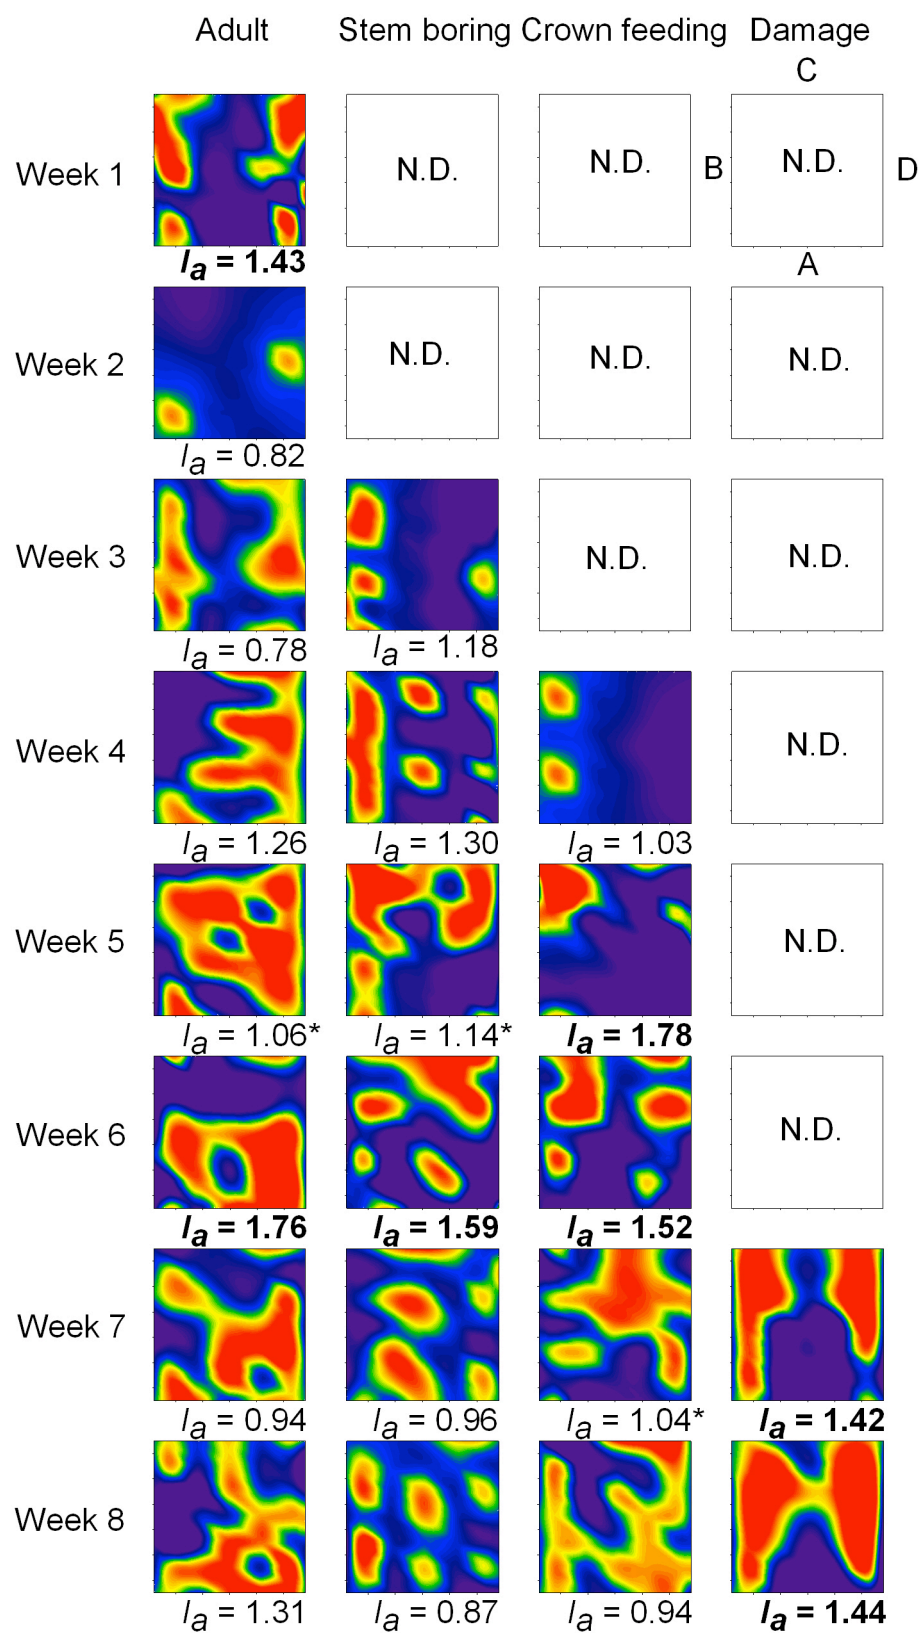 Adult Stem boring Crown feeding Damage
C
Week 1 N.D. N.D. B N.D. D
Ia = 1.43 A
Week 2 N.D. N.D. N.D.
Ia = 0.82
Week 3 N.D. N.D.
Ia = 0.78 Ia = 1.18
Week 4 N.D.
Ia = 1.26 Ia = 1.30 Ia = 1.03
Week 5 N.D.
Ia = 1.06* Ia = 1.14* Ia = 1.78
Week 6 N.D.
Ia = 1.76 Ia = 1.59 Ia = 1.52
Week 7
Ia = 0.94 Ia = 0.96 Ia = 1.04* Ia = 1.42
Week 8
Ia = 1.31 Ia = 0.87 Ia = 0.94 Ia = 1.44